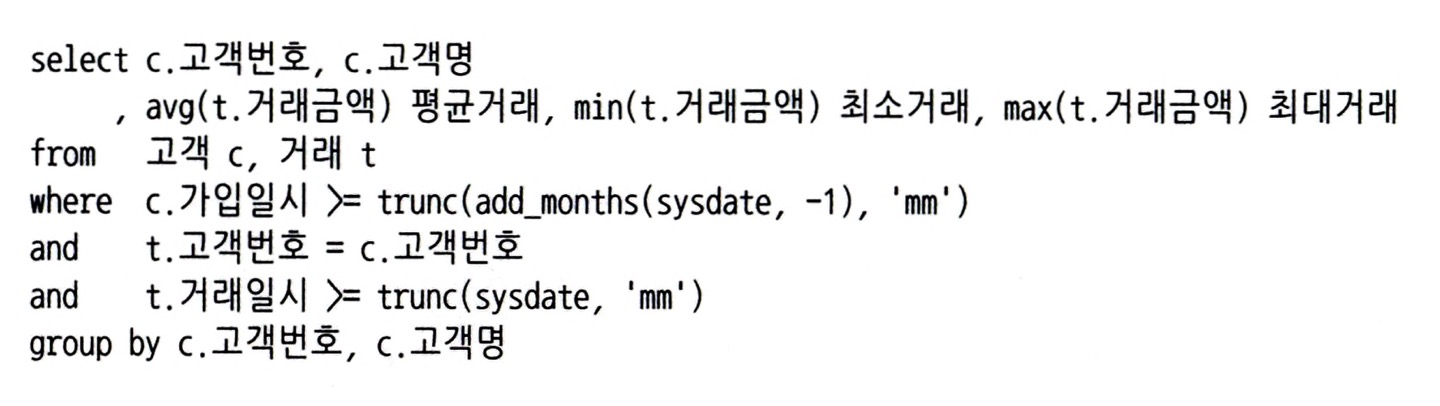 select c.고객번호, c.고객명
, avg(t.거래금액) 평균거래, min(t.거래금액) 최소거래, max(t.거래금액) 최대거래
from 고객 c, 거래 t
where c.가입일시 >= trunc(add_months(sysdate, -1), 'mm')
and t.고객번호 = c.고객번호
and t.거래일시 >= trunc(sysdate, 'mm')
group by c.고객번호, c.고객명